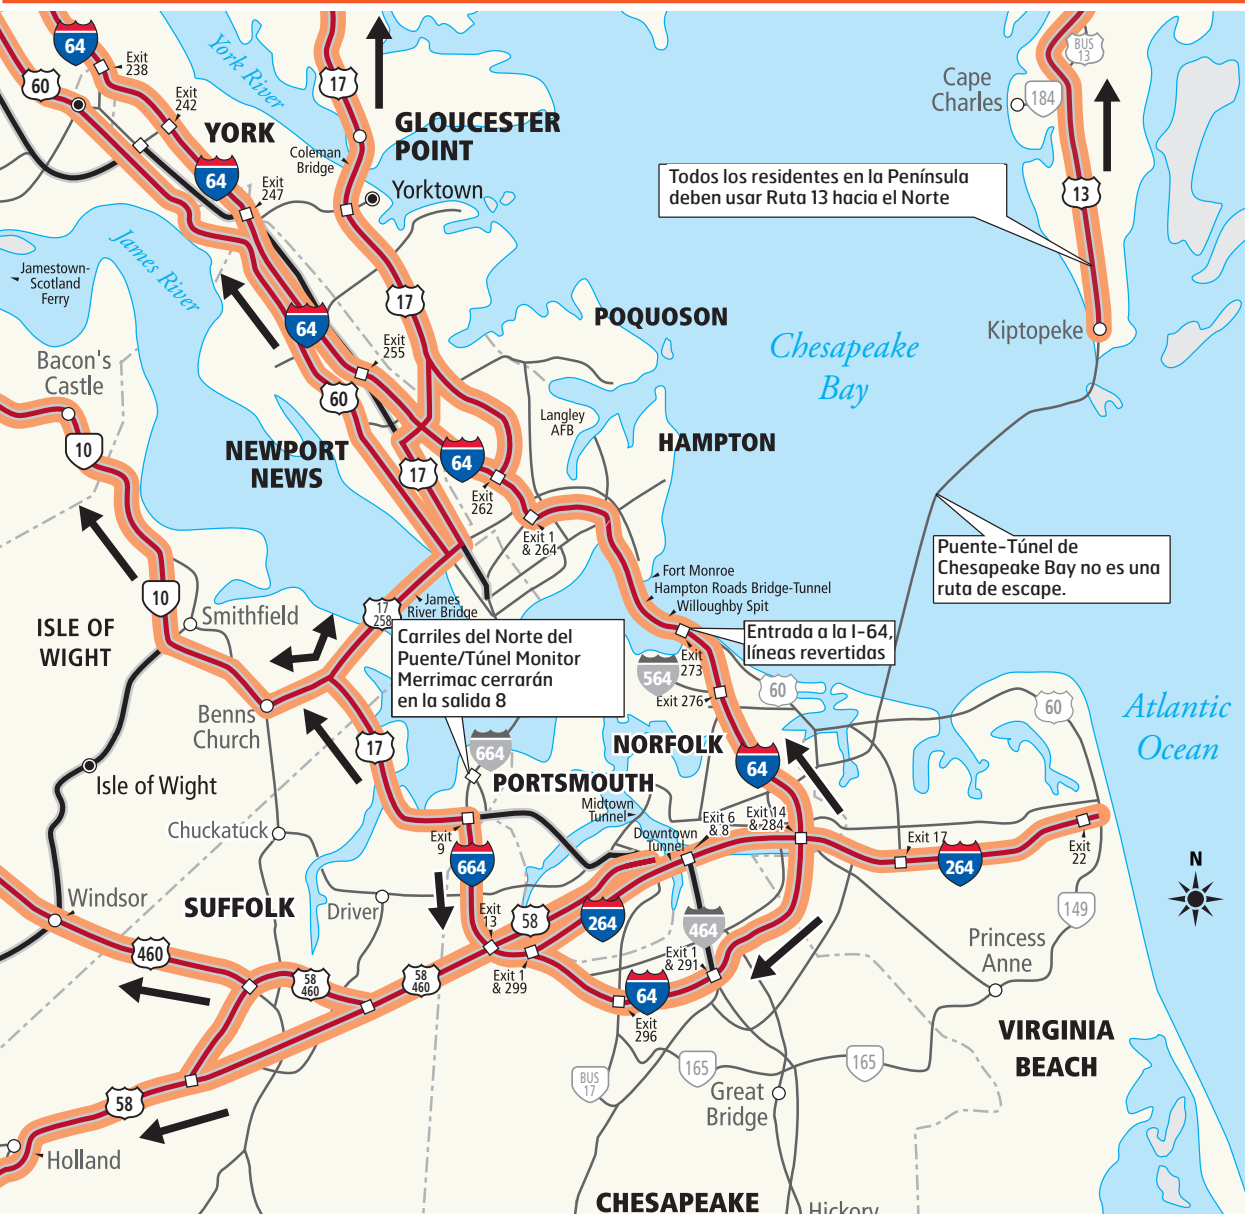 64
Exit
238
60
Exit
242
York River
17
YORK
GLOUCESTER
POINT
Coleman
Bridge
64
Exit
247
Yorktown
BUS
13
Cape
Charles
184
Todos los residentes en la Península
deben usar Ruta 13 hacia el Norte
13
James River
Jamestown-
Scotland
Ferry
64
17
Exit
255
POQUOSON
Chesapeake
Bay
Kiptopeke
Bacon's
Castle
60
Langley
AFB
10
NEWPORT
NEWS
17
64
HAMPTON
Exit
262
Exit 1
& 264
Puente-Túnel de
Chesapeake Bay no es una
ruta de escape.
Fort Monroe
Hampton Roads Bridge-Tunnel
Willoughby Spit
10
Smithfield
17
258
James
River Bridge
ISLE OF
WIGHT
Carriles del Norte del
Puente/Túnel Monitor
Merrimac cerrarán
en la salida 8
Entrada a la I-64,
líneas revertidas
Exit
273
564
Exit 276
60
60
Atlantic
Ocean
Benns
Church
17
664
NORFOLK
64
Isle of Wight
PORTSMOUTH
Midtown
Tunnel
Exit 6
& 8
Exit 14
& 284
Chuckatuck
Exit
9
Downtown
Tunnel
Exit 17
264
Exit
22
664
N
Windsor
SUFFOLK
Driver
Exit
13
58
264
464
149
460
58
460
58
460
Exit 1
& 299
Exit 1
& 291
Princess
Anne
64
Exit
296
VIRGINIA
BEACH
58
BUS
17
165
165
Great
Bridge
Holland
CHESAPEAKE
Hickory